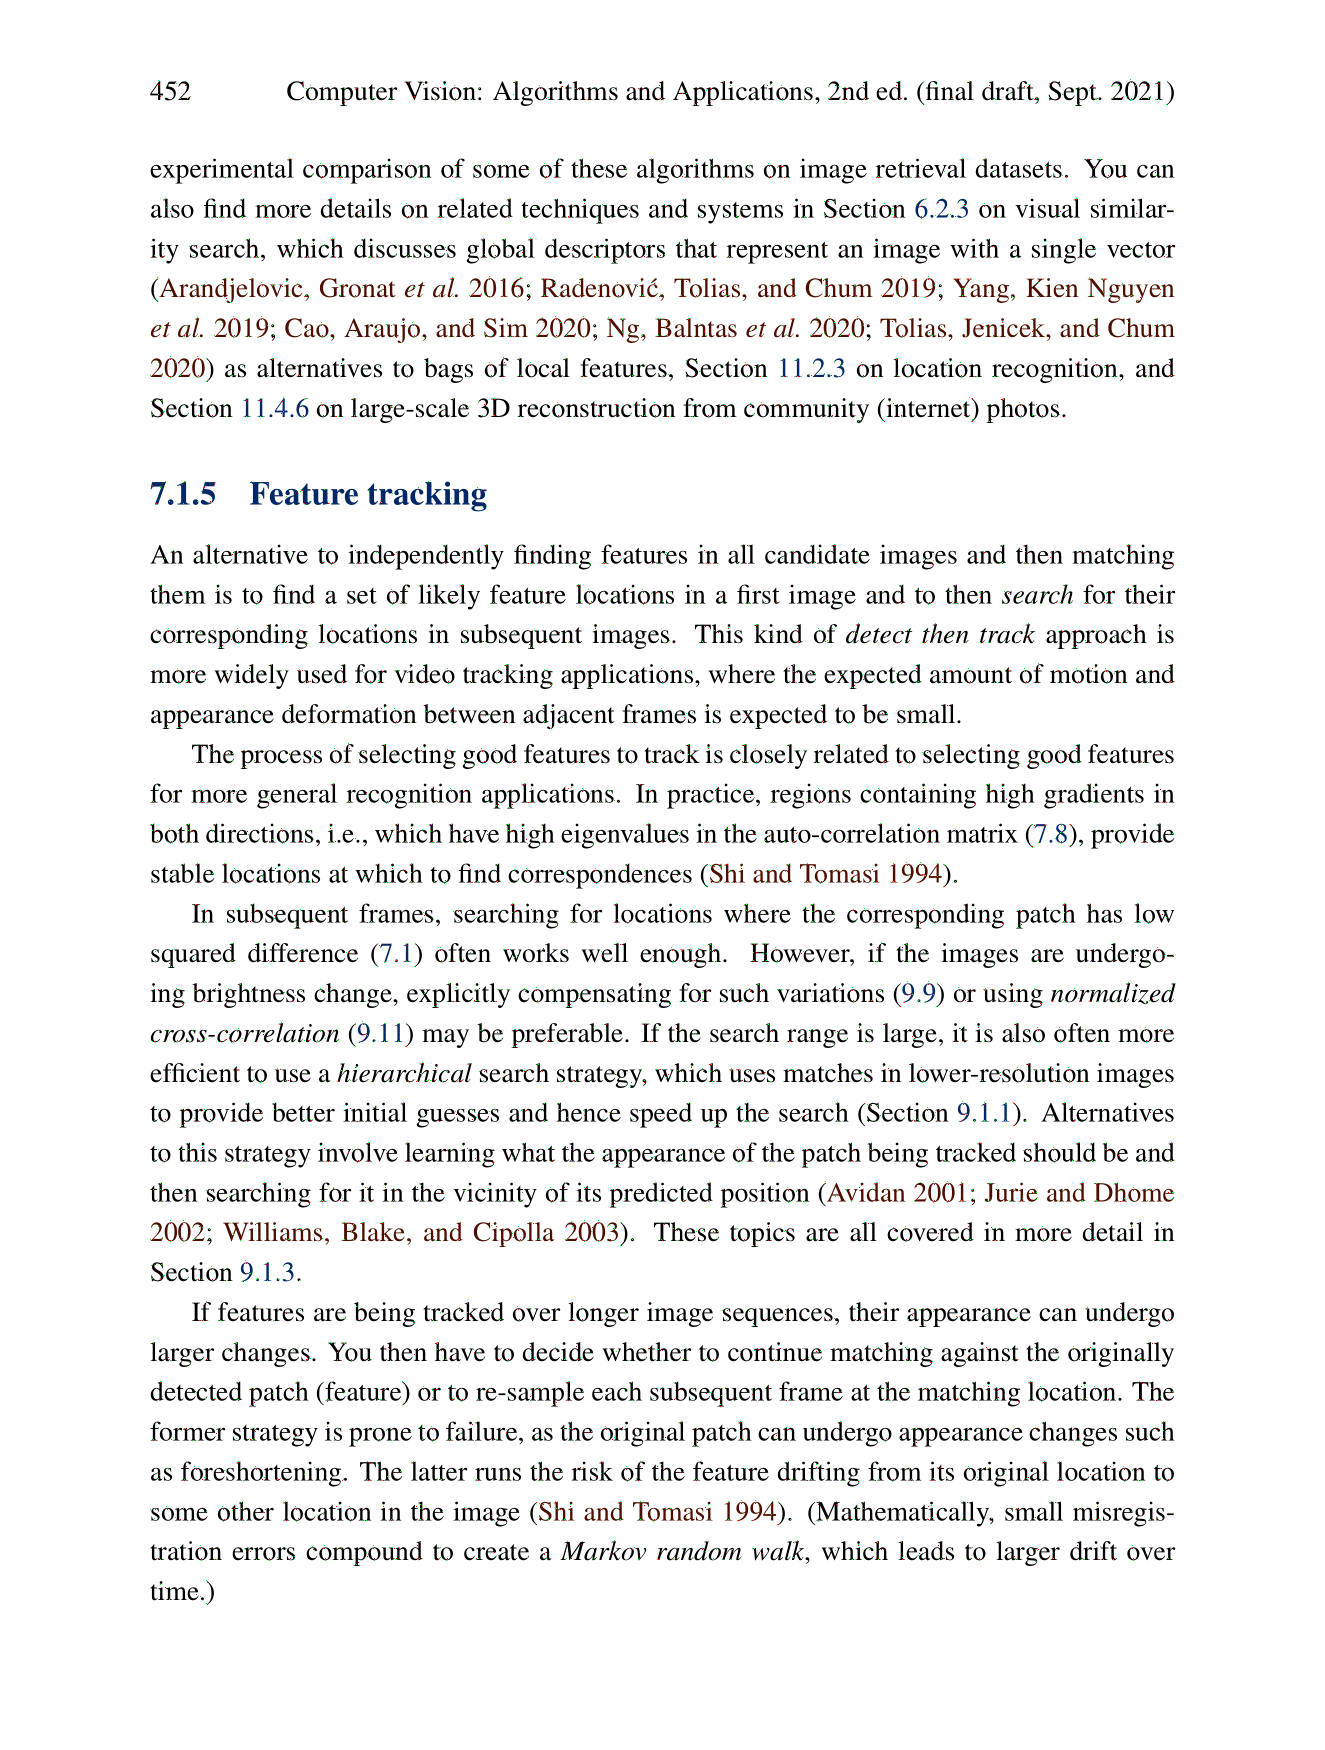 452 Computer Vision: Algorithms and Applications, 2nd ed. (final draft, Sept. 2021)
experimental comparison of some of these algorithms on image retrieval datasets. You can
also find more details on related techniques and systems in Section 6.2.3 on visual similar-
ity search, which discusses global descriptors that represent an image with a single vector
(Arandjelovic, Gronat et al. 2016; Radenović, Tolias, and Chum 2019; Yang, Kien Nguyen
et al. 2019; Cao, Araujo, and Sim 2020; Ng, Balntas et al. 2020; Tolias, Jenicek, and Chum
2020) as alternatives to bags of local features, Section 11.2.3 on location recognition, and
Section 11.4.6 on large-scale 3D reconstruction from community (internet) photos.
7.1.5 Feature tracking
An alternative to independently finding features in all candidate images and then matching
them is to find a set of likely feature locations in a first image and to then search for their
corresponding locations in subsequent images. This kind of detect then track approach is
more widely used for video tracking applications, where the expected amount of motion and
appearance deformation between adjacent frames is expected to be small.
The process of selecting good features to track is closely related to selecting good features
for more general recognition applications. In practice, regions containing high gradients in
both directions, i.e., which have high eigenvalues in the auto-correlation matrix (7.8), provide
stable locations at which to find correspondences (Shi and Tomasi 1994).
In subsequent frames, searching for locations where the corresponding patch has low
squared difference (7.1) often works well enough. However, if the images are undergo-
ing brightness change, explicitly compensating for such variations (9.9) or using normalized
cross-correlation (9.11) may be preferable. If the search range is large, it is also often more
efficient to use a hierarchical search strategy, which uses matches in lower-resolution images
to provide better initial guesses and hence speed up the search (Section 9.1.1). Alternatives
to this strategy involve learning what the appearance of the patch being tracked should be and
then searching for it in the vicinity of its predicted position (Avidan 2001; Jurie and Dhome
2002; Williams, Blake, and Cipolla 2003). These topics are all covered in more detail in
Section 9.1.3.
If features are being tracked over longer image sequences, their appearance can undergo
larger changes. You then have to decide whether to continue matching against the originally
detected patch (feature) or to re-sample each subsequent frame at the matching location. The
former strategy is prone to failure, as the original patch can undergo appearance changes such
as foreshortening. The latter runs the risk of the feature drifting from its original location to
some other location in the image (Shi and Tomasi 1994). (Mathematically, small misregis-
tration errors compound to create a Markov random walk, which leads to larger drift over
time.)